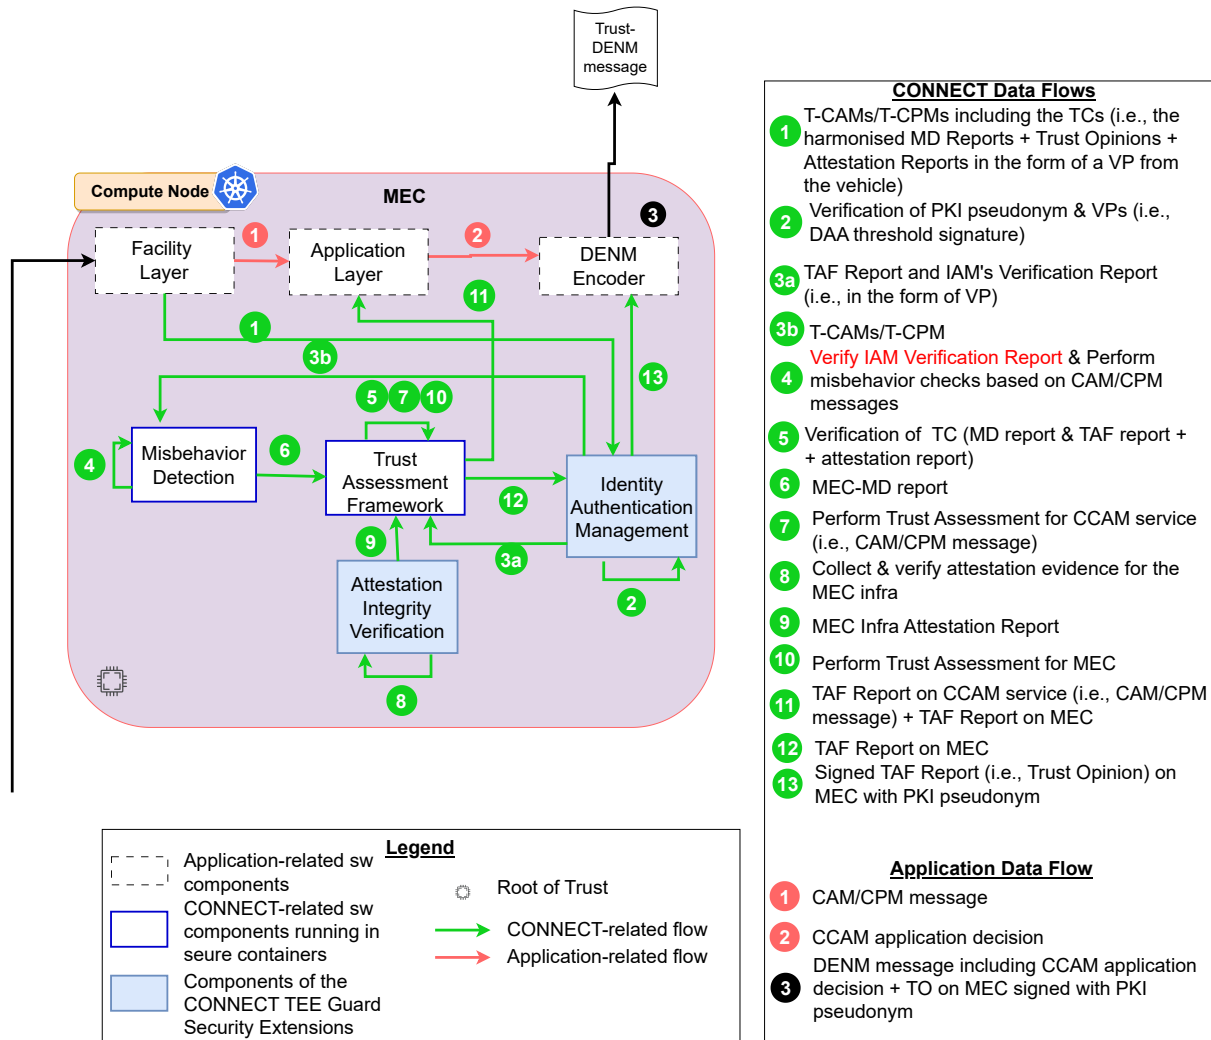 Trust-
DENM
message
Compute Node
MEC
Facility
Layer
1
Application
Layer
2
DENM
Encoder
3
11
1
3b
13
5
7
10
4
Misbehavior
Detection
6
Trust
Assessment
Framework
12
Identity
Authentication
Management
9
3a
2
Attestation
Integrity
Verification
8
CONNECT Data Flows
1
T-CAMs/T-CPMs including the TCs (i.e., the
harmonised MD Reports + Trust Opinions +
Attestation Reports in the form of a VP from
the vehicle)
2
Verification of PKI pseudonym & VPs (i.e.,
DAA threshold signature)
3a
TAF Report and IAM's Verification Report
(i.e., in the form of VP)
3b
T-CAMs/T-CPM
4
Verify IAM Verification Report & Perform
misbehavior checks based on CAM/CPM
messages
5
Verification of TC (MD report & TAF report +
+ attestation report)
6
MEC-MD report
7
Perform Trust Assessment for CCAM service
(i.e., CAM/CPM message)
8
Collect & verify attestation evidence for the
MEC infra
9
MEC Infra Attestation Report
10
Perform Trust Assessment for MEC
11
TAF Report on CCAM service (i.e., CAM/CPM
message) + TAF Report on MEC
12
TAF Report on MEC
13
Signed TAF Report (i.e., Trust Opinion) on
MEC with PKI pseudonym
Application Data Flow
1
CAM/CPM message
2
CCAM application decision
3
DENM message including CCAM application
decision + TO on MEC signed with PKI
pseudonym
Legend
Application-related sw
components
CONNECT-related sw
components running in
seure containers
Components of the
CONNECT TEE Guard
Security Extensions
Root of Trust
CONNECT-related flow
Application-related flow